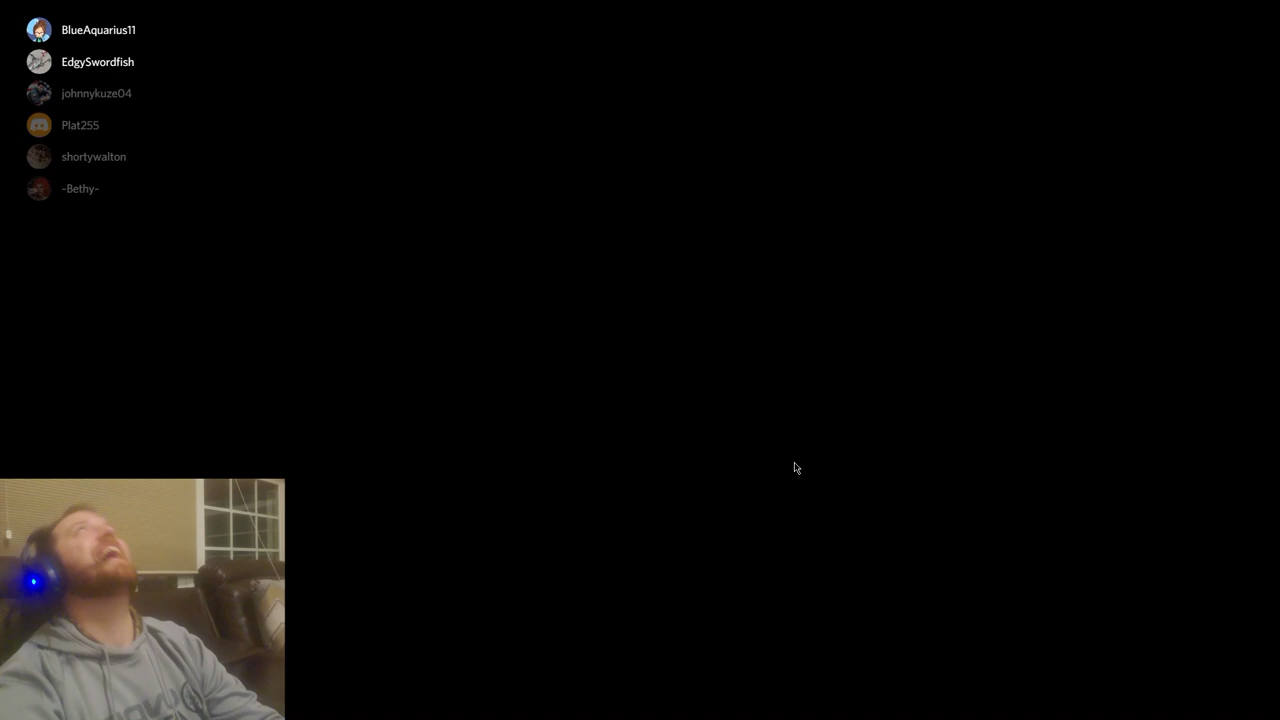 BlueAquarius11
EdgySwordfish
johnnykuze04
Plat255
shortywalton
-Bethy-